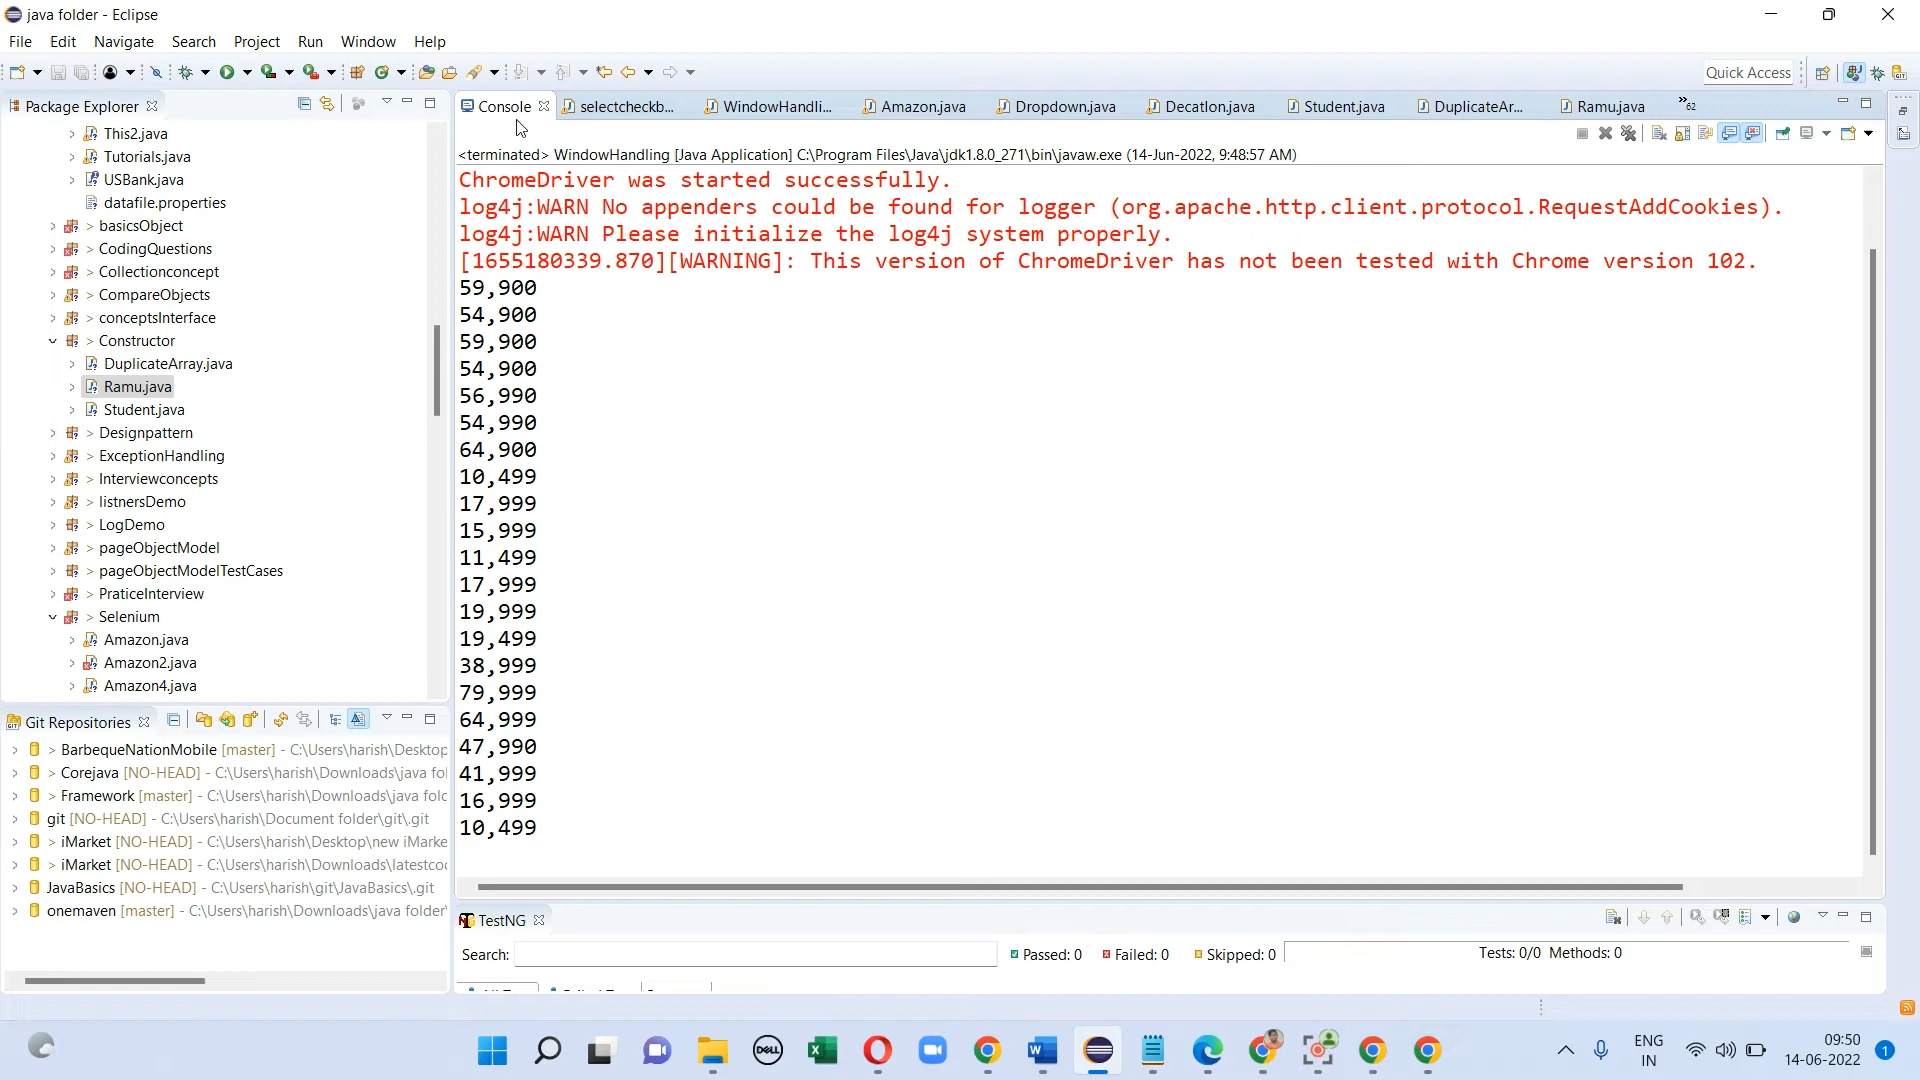 java folder - Eclipse
File Edit Navigate Search Project Run Window Help
Quick Access
Package Explorer
> This2.java
> Tutorials.java
> USBank.java
datafile.properties
> > basicsObject
> > CodingQuestions
> > Collectionconcept
> > CompareObjects
> > conceptsInterface
> Constructor
> DuplicateArray.java
> Ramu.java
> Student.java
> > Designpattern
> > ExceptionHandling
> > Interviewconcepts
> > listnersDemo
> > LogDemo
> > pageObjectModel
> > pageObjectModelTestCases
> > PraticeInterview
> Selenium
> Amazon.java
> Amazon2.java
> Amazon4.java
Git Repositories
> > BarbequeNationMobile [master] - C:\Users\harish\Desktop
> > Corejava [NO-HEAD] - C:\Users\harish\Downloads\java fol
> > Framework [master] - C:\Users\harish\Downloads\java folc
> git [NO-HEAD] - C:\Users\harish\Document folder\git\.git
> > iMarket [NO-HEAD] - C:\Users\harish\Desktop\new iMarke
> > iMarket [NO-HEAD] - C:\Users\harish\Downloads\latestcoc
> JavaBasics [NO-HEAD] - C:\Users\harish\git\JavaBasics\.git
> onemaven [master] - C:\Users\harish\Downloads\java folder\
Console selectcheckb... WindowHandli... Amazon.java Dropdown.java Decatlon.java Student.java DuplicateAr... Ramu.java »62
<terminated> WindowHandling [Java Application] C:\Program Files\Java\jdk1.8.0_271\bin\javaw.exe (14-Jun-2022, 9:48:57 AM)
ChromeDriver was started successfully.
log4j:WARN No appenders could be found for logger (org.apache.http.client.protocol.RequestAddCookies).
log4j:WARN Please initialize the log4j system properly.
[1655180339.870][WARNING]: This version of ChromeDriver has not been tested with Chrome version 102.
59,900
54,900
59,900
54,900
56,990
54,990
64,900
10,499
17,999
15,999
11,499
17,999
19,999
19,499
38,999
79,999
64,999
47,990
41,999
16,999
10,499
TestNG
Search: Passed: 0 Failed: 0 Skipped: 0 Tests: 0/0 Methods: 0
DELL
ENG
IN
09:50
14-06-2022
1